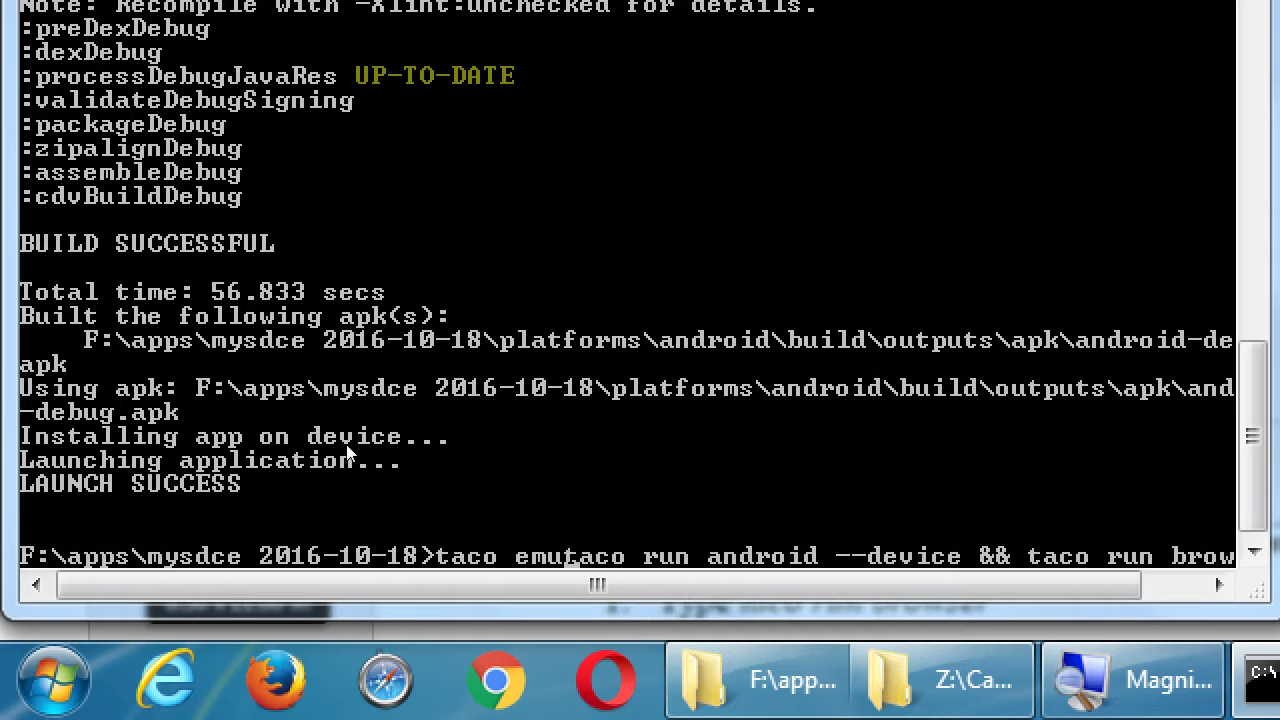 Note: Recompile with -Xlint:unchecked for details.
:preDexDebug
:dexDebug
:processDebugJavaRes UP-TO-DATE
:validateDebugSigning
:packageDebug
:zipalignDebug
:assembleDebug
:cdvBuildDebug
BUILD SUCCESSFUL
Total time: 56.833 secs
Built the following apk(s):
F:\apps\mysdce 2016-10-18\platforms\android\build\outputs\apk\android-de
apk
Using apk: F:\apps\mysdce 2016-10-18\platforms\android\build\outputs\apk\and
-debug.apk
Installing app on device...
Launching application...
LAUNCH SUCCESS
F:\apps\mysdce 2016-10-18>taco emutaco run android --device && taco run brow
F:\app...
Z:\Ca...
Magni...
C:\